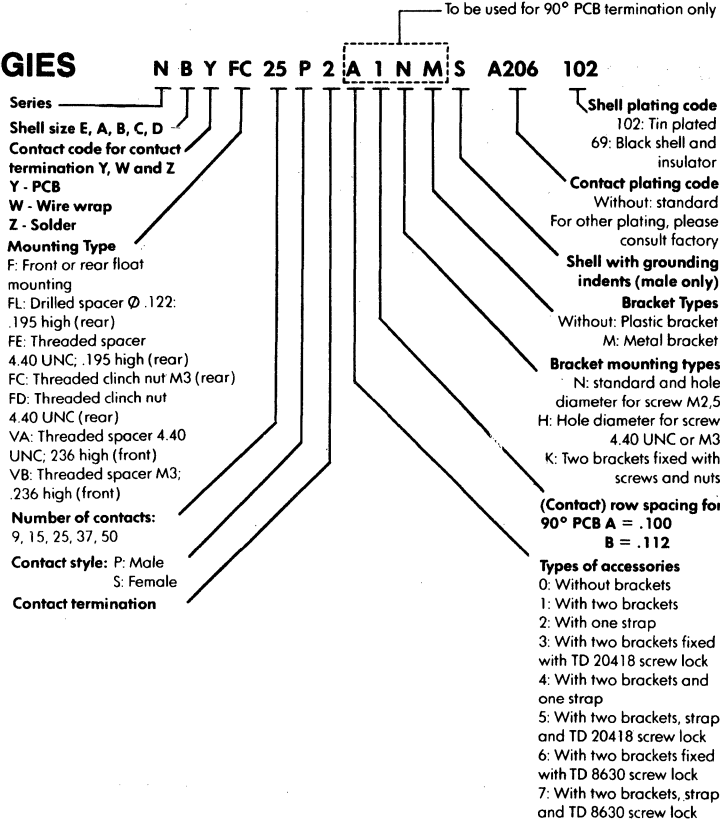 To be used for 90° PCB termination only
GIES
N B Y FC 25 P 2 A 1 N M S A206 102
Series
Shell size E, A, B, C, D
Contact code for contact
termination Y, W and Z
Y - PCB
W - Wire wrap
Z - Solder
Mounting Type
F: Front or rear float
mounting
FL: Drilled spacer Ø .122:
.195 high (rear)
FE: Threaded spacer
4.40 UNC; .195 high (rear)
FC: Threaded clinch nut M3 (rear)
FD: Threaded clinch nut
4.40 UNC (rear)
VA: Threaded spacer 4.40
UNC; 236 high (front)
VB: Threaded spacer M3;
.236 high (front)
Number of contacts:
9, 15, 25, 37, 50
Contact style: P: Male
S: Female
Contact termination
Shell plating code
102: Tin plated
69: Black shell and
insulator
Contact plating code
Without: standard
For other plating, please
consult factory
Shell with grounding
indents (male only)
Bracket Types
Without: Plastic bracket
M: Metal bracket
Bracket mounting types
N: standard and hole
diameter for screw M2,5
H: Hole diameter for screw
4.40 UNC or M3
K: Two brackets fixed with
screws and nuts
(Contact) row spacing for
90° PCB A = .100
B = .112
Types of accessories
0: Without brackets
1: With two brackets
2: With one strap
3: With two brackets fixed
with TD 20418 screw lock
4: With two brackets and
one strap
5: With two brackets, strap
and TD 20418 screw lock
6: With two brackets fixed
with TD 8630 screw lock
7: With two brackets, strap
and TD 8630 screw lock